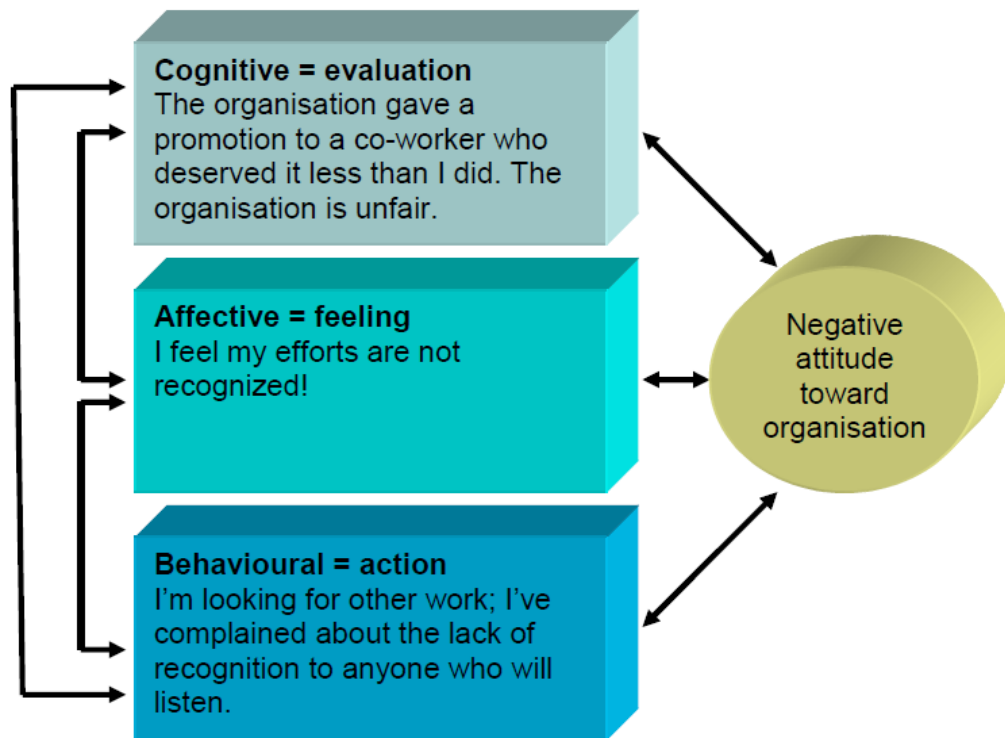 Cognitive = evaluation
The organisation gave a
promotion to a co-worker who
deserved it less than I did. The
organisation is unfair.
Affective = feeling
I feel my efforts are not
recognized!
Behavioural = action
I'm looking for other work; I've
complained about the lack of
recognition to anyone who will
listen.
Negative
attitude
toward
organisation